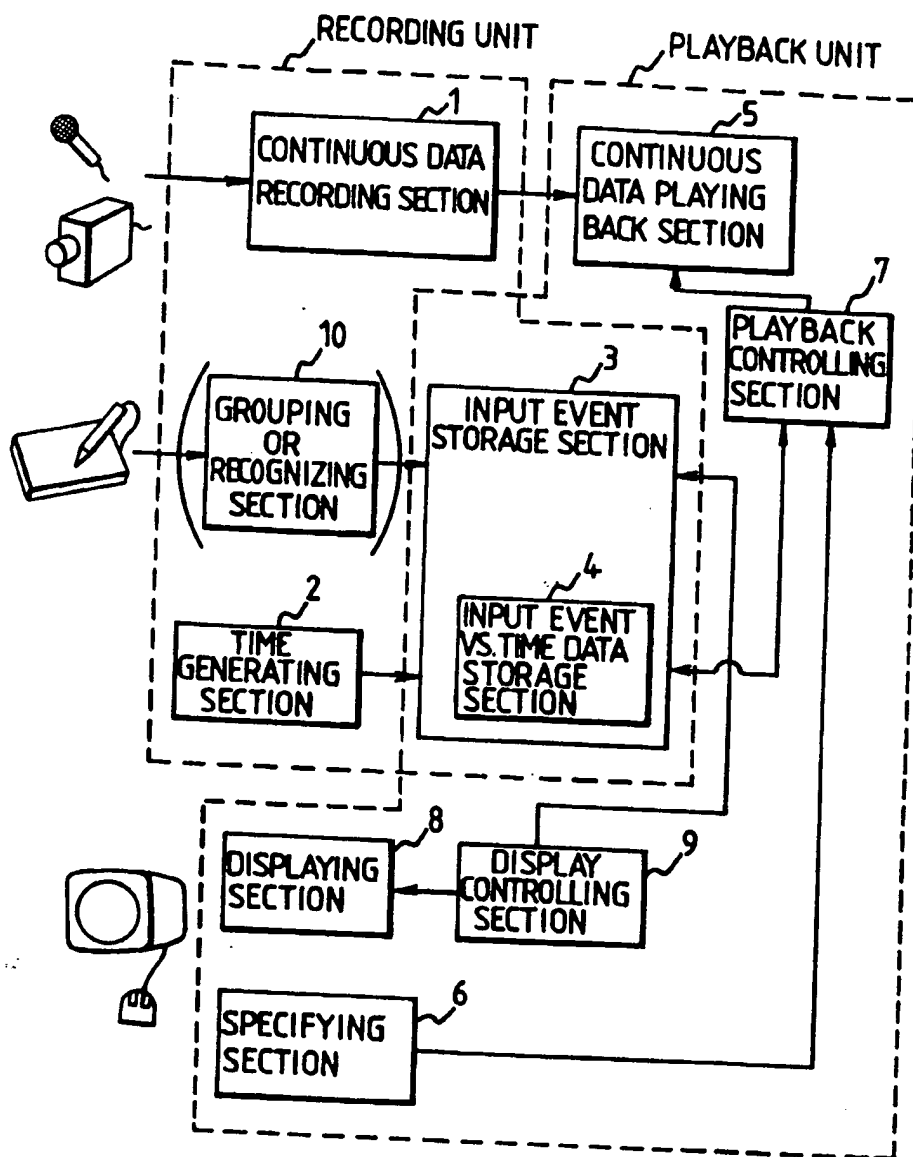 RECORDING UNIT
PLAYBACK UNIT
1
CONTINUOUS DATA
RECORDING SECTION
5
CONTINUOUS
DATA PLAYING
BACK SECTION
7
PLAYBACK
CONTROLLING
SECTION
10
GROUPING
OR
RECOGNIZING
SECTION
3
INPUT EVENT
STORAGE SECTION
4
INPUT EVENT
VS. TIME DATA
STORAGE
SECTION
2
TIME
GENERATING
SECTION
8
DISPLAYING
SECTION
9
DISPLAY
CONTROLLING
SECTION
6
SPECIFYING
SECTION